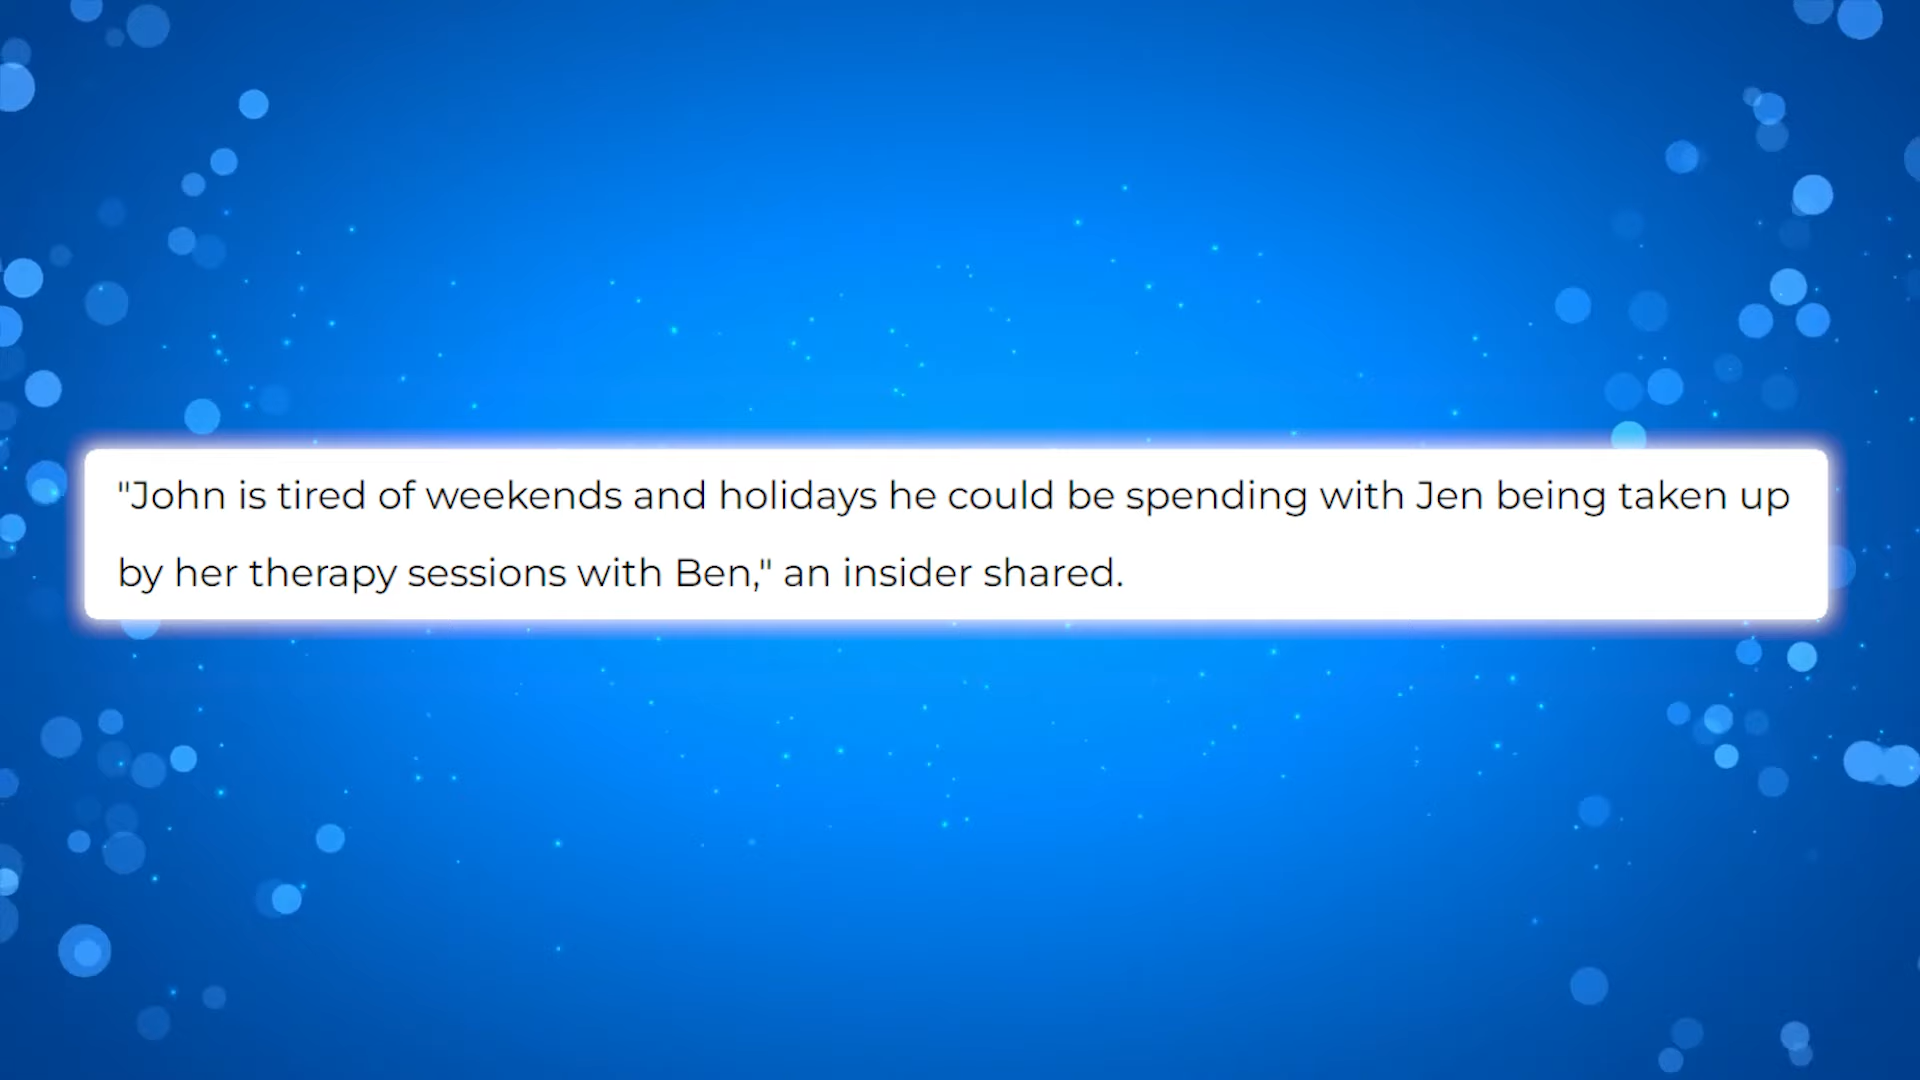 "John is tired of weekends and holidays he could be spending with Jen being taken up
by her therapy sessions with Ben," an insider shared.